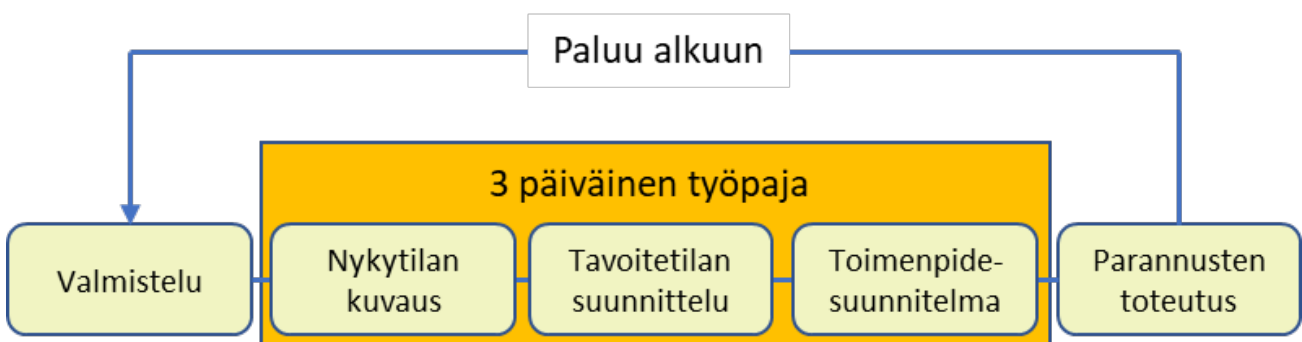 Paluu alkuun
3 päiväinen työpaja
Valmistelu
Nykytilan
kuvaus
Tavoitetilan
suunnittelu
Toimenpide-
suunnitelma
Parannusten
toteutus